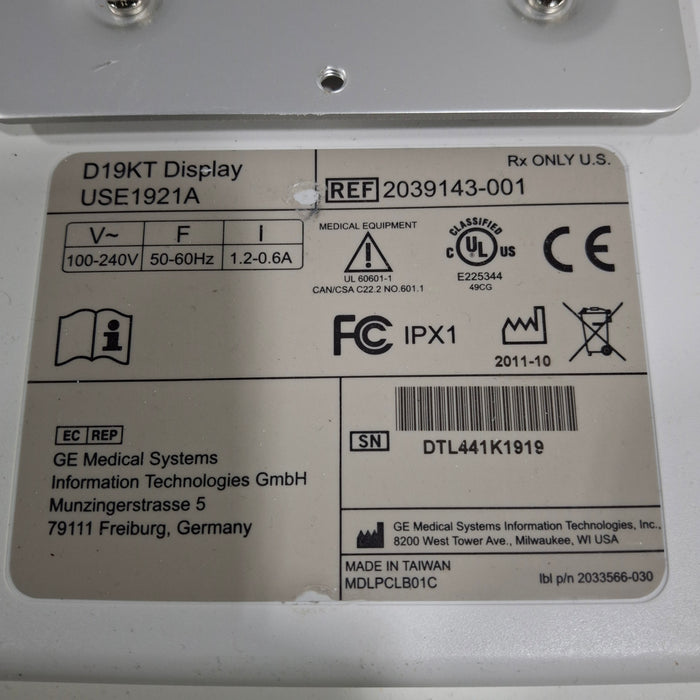 D19KT Display
USE1921A
Rx ONLY U.S.
REF 2039143-001
V~ F I
100-240V 50-60Hz 1.2-0.6A
MEDICAL EQUIPMENT
UL 60601-1
CAN/CSA C22.2 NO.601.1
CLASSIFIED
C UL US
E225344
49CG
CE
i
FC IPX1
2011-10
EC REP
GE Medical Systems
Information Technologies GmbH
Munzingerstrasse 5
79111 Freiburg, Germany
SN
DTL441K1919
GE Medical Systems Information Technologies, Inc.,
8200 West Tower Ave., Milwaukee, WI USA
MADE IN TAIWAN
MDLPCLB01C
lbl p/n 2033566-030